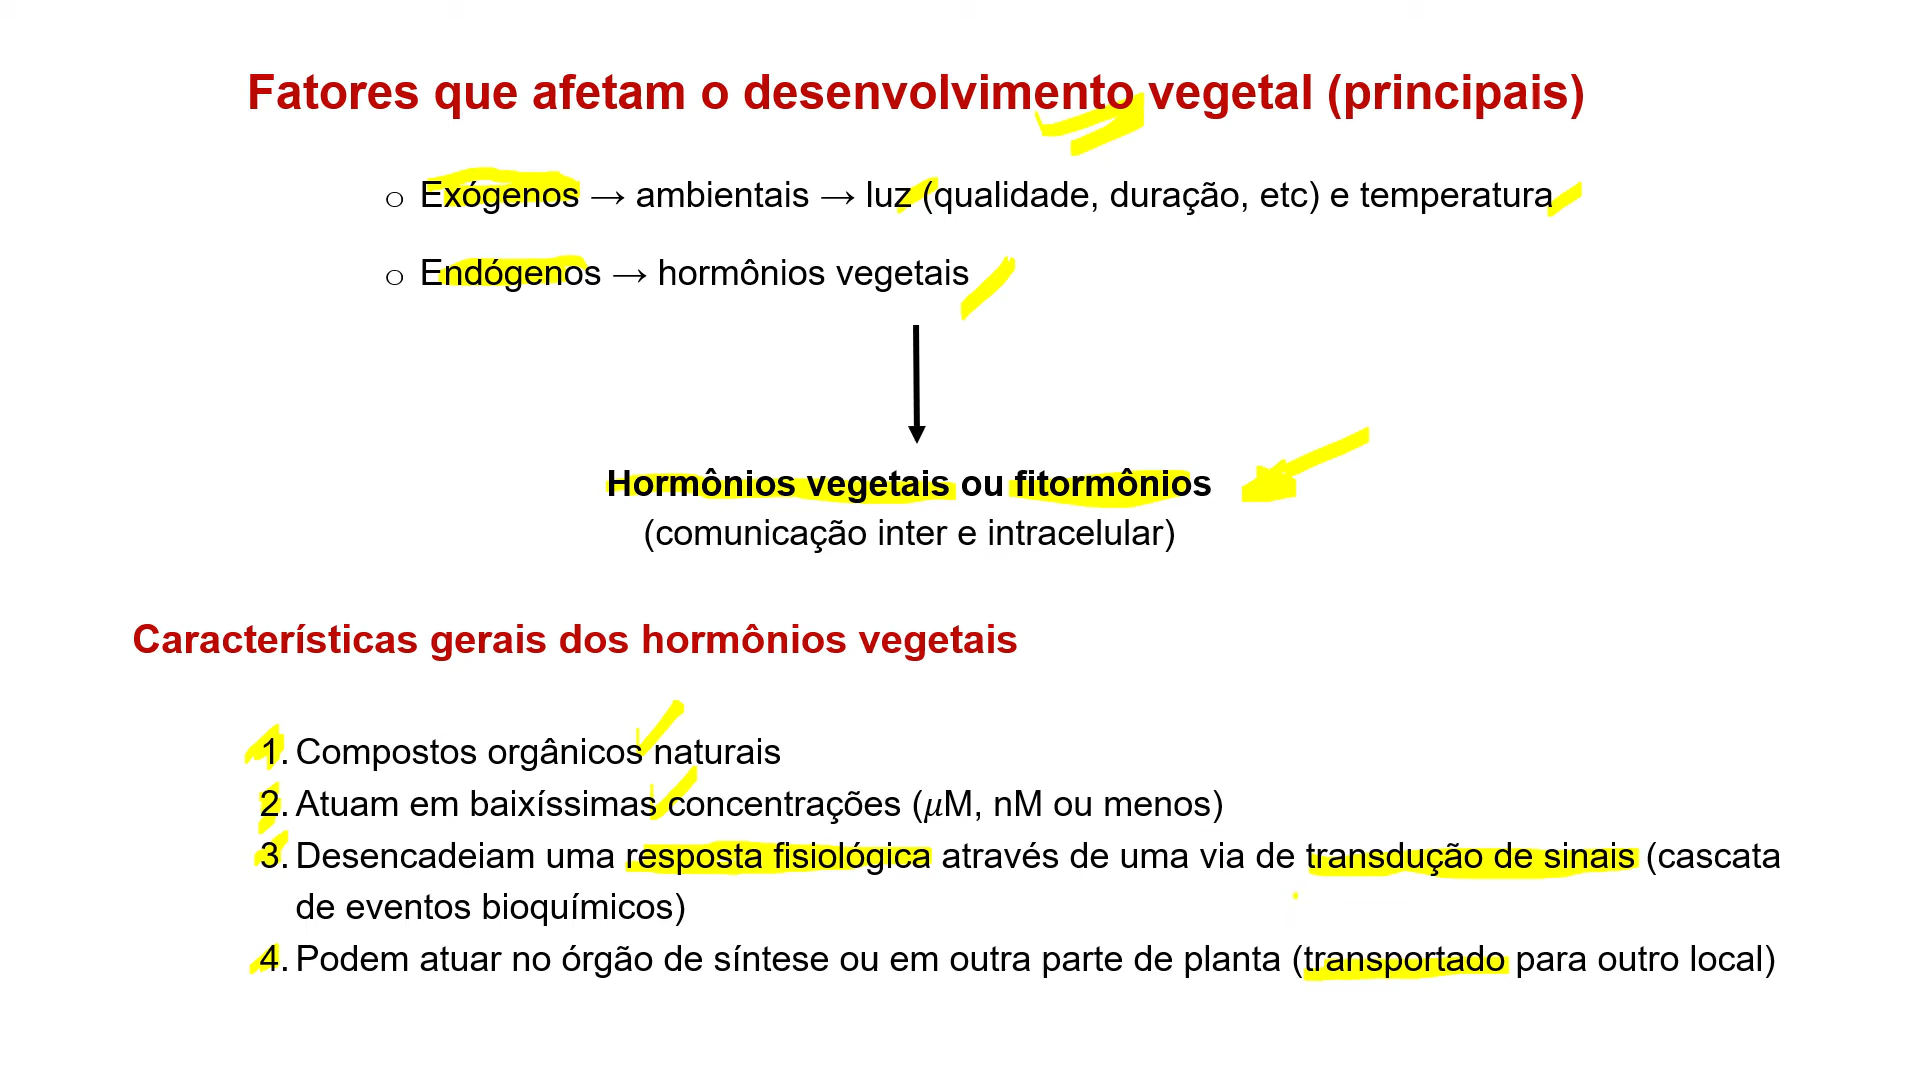 Fatores que afetam o desenvolvimento vegetal (principais)
o Exógenos → ambientais → luz (qualidade, duração, etc) e temperatura
o Endógenos → hormônios vegetais
Hormônios vegetais ou fitormônios
(comunicação inter e intracelular)
Características gerais dos hormônios vegetais
1. Compostos orgânicos naturais
2. Atuam em baixíssimas concentrações (μM, nM ou menos)
3. Desencadeiam uma resposta fisiológica através de uma via de transdução de sinais (cascata
de eventos bioquímicos)
4. Podem atuar no órgão de síntese ou em outra parte de planta (transportado para outro local)